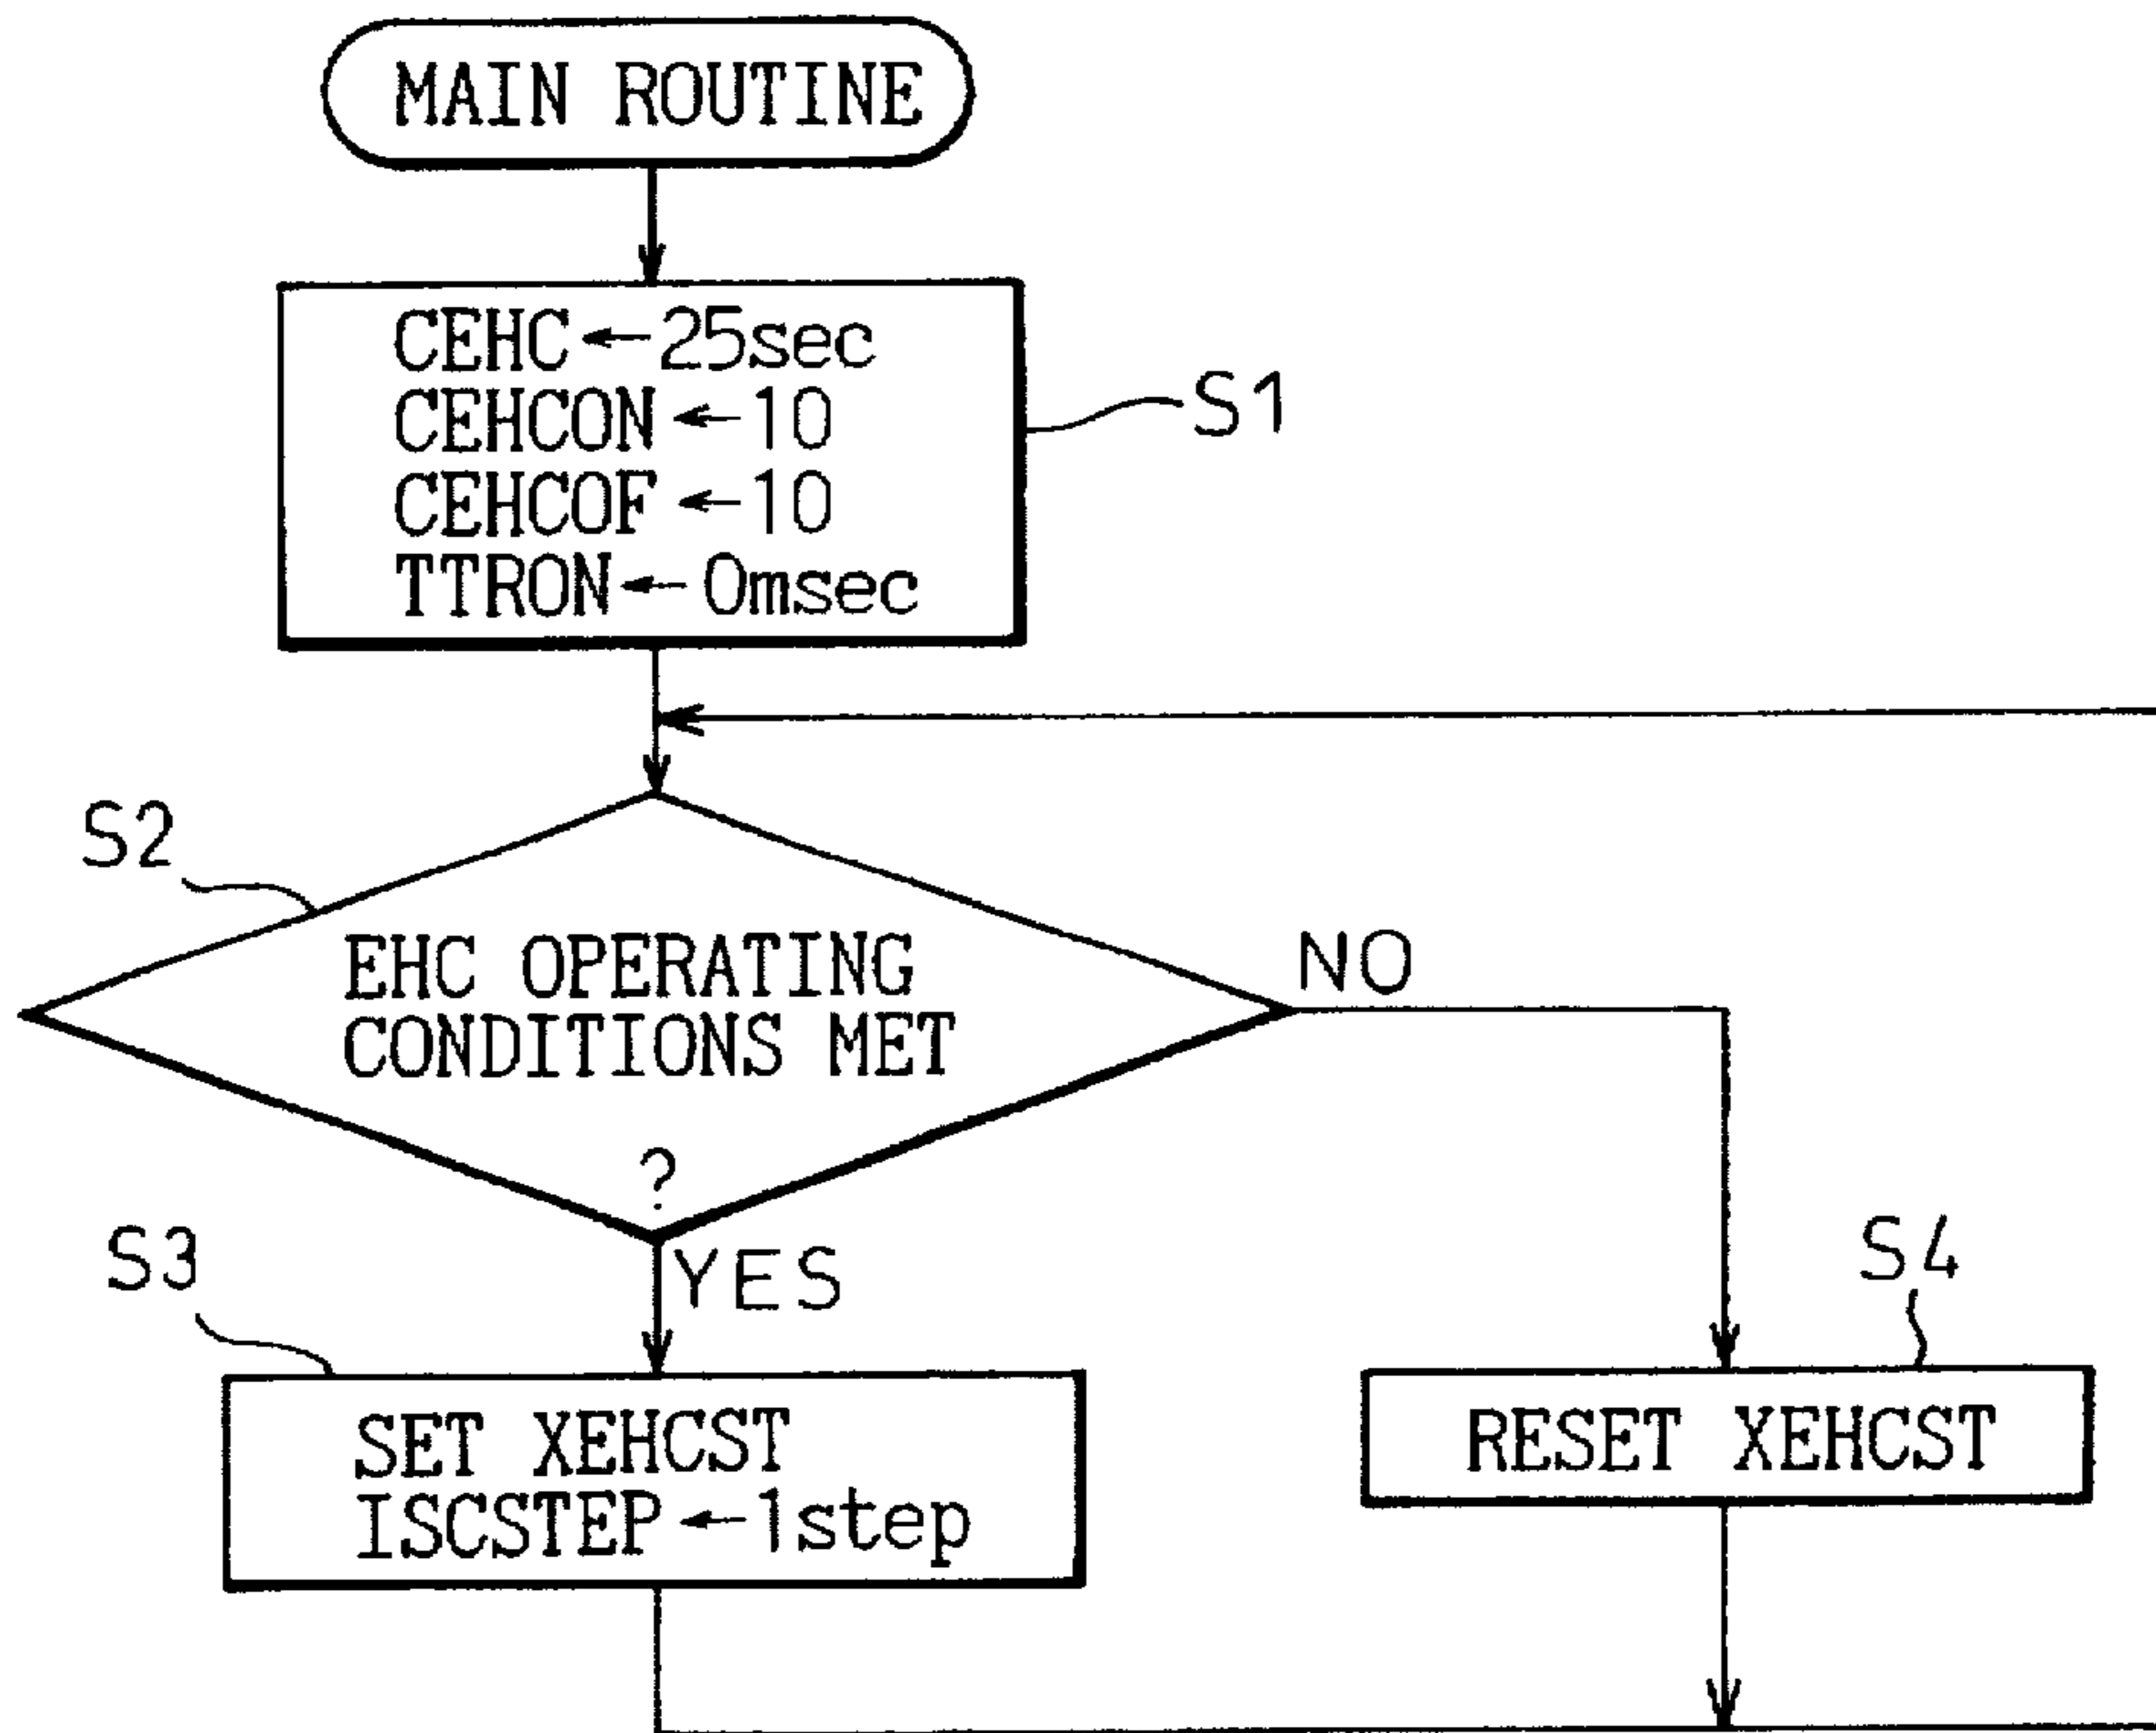 MAIN ROUTINE
CEHC←25sec
CEHCON←10
CEHCOF←10
TTRON←0msec
S1
S2
EHC OPERATING
CONDITIONS MET
?
NO
YES
S3
SET XEHCST
ISCSTEP←1step
S4
RESET XEHCST